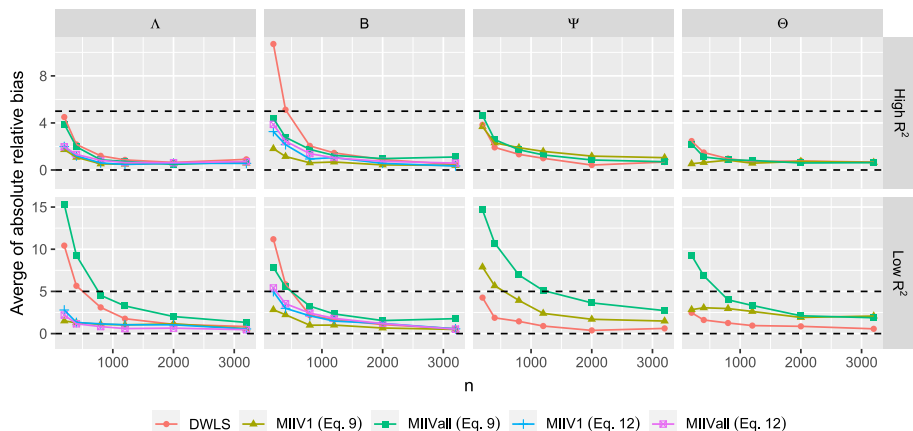 Λ B Ψ Θ
Averge of absolute relative bias
8
4
0
High R²
15
10
5
0
Low R²
1000 2000 3000 1000 2000 3000 1000 2000 3000 1000 2000 3000
n
DWLS MIIV1 (Eq. 9) MIIVall (Eq. 9) MIIV1 (Eq. 12) MIIVall (Eq. 12)